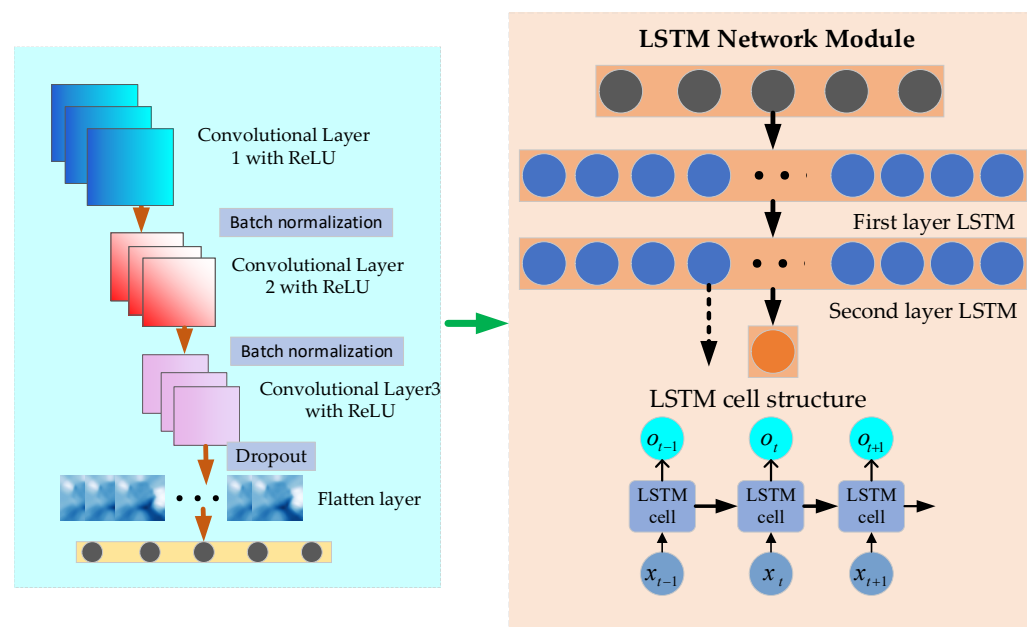 Convolutional Layer
1 with ReLU
Batch normalization
Convolutional Layer
2 with ReLU
Batch normalization
Convolutional Layer3
with ReLU
Dropout
Flatten layer
LSTM Network Module
First layer LSTM
Second layer LSTM
LSTM cell structure
o_{t-1} o_t o_{t+1}
LSTM LSTM LSTM
cell cell cell
x_{t-1} x_t x_{t+1}